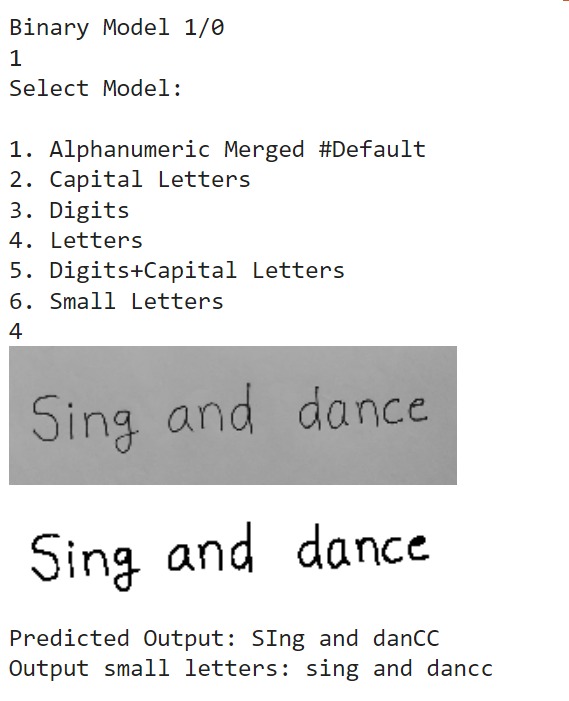 Binary Model 1/0
1
Select Model:
1. Alphanumeric Merged #Default
2. Capital Letters
3. Digits
4. Letters
5. Digits+Capital Letters
6. Small Letters
4
Sing and dance
Sing and dance
Predicted Output: SIng and danCC
Output small letters: sing and dancc